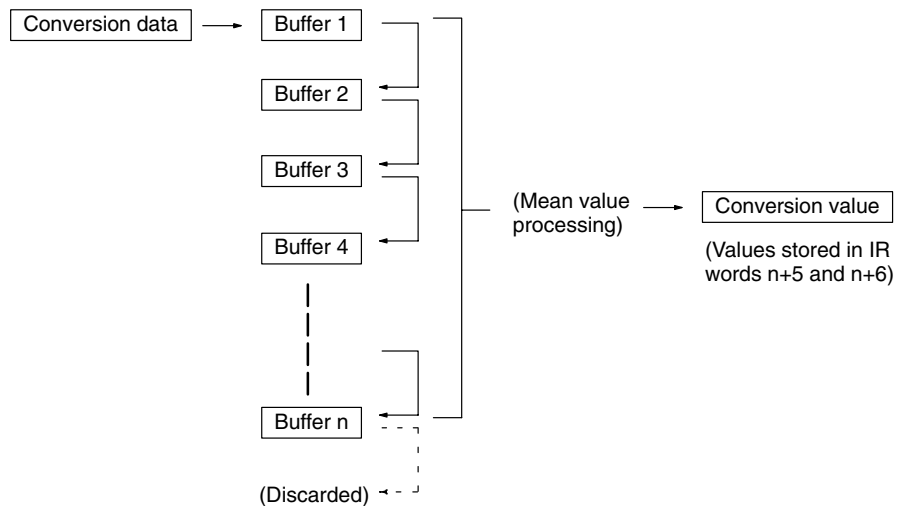 Conversion data
Buffer 1
Buffer 2
Buffer 3
Buffer 4
Buffer n
(Discarded)
(Mean value
processing)
Conversion value
(Values stored in IR
words n+5 and n+6)